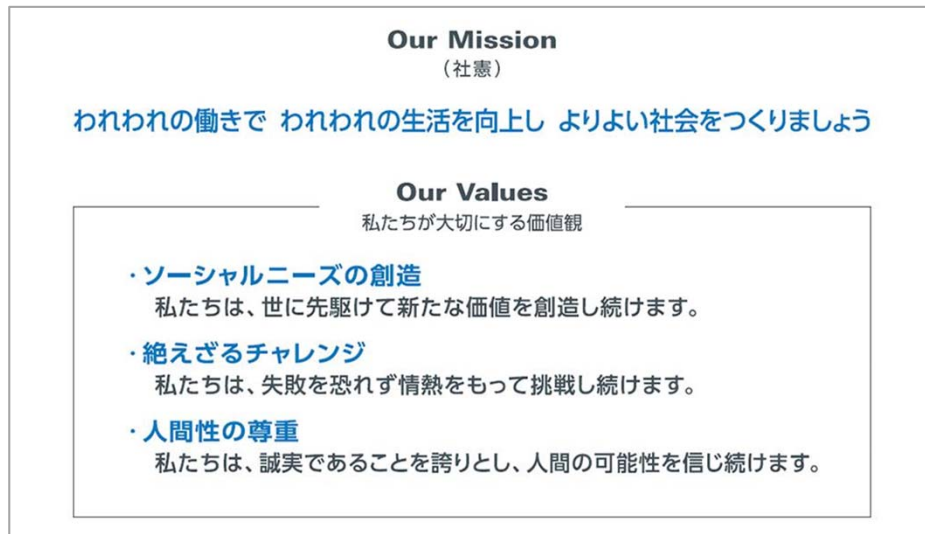 Our Mission
（社憲）
われわれの働きで われわれの生活を向上し よりよい社会をつくりましょう
Our Values
私たちが大切にする価値観
・ソーシャルニーズの創造
私たちは、世に先駆けて新たな価値を創造し続けます。
・絶えざるチャレンジ
私たちは、失敗を恐れず情熱をもって挑戦し続けます。
・人間性の尊重
私たちは、誠実であることを誇りとし、人間の可能性を信じ続けます。